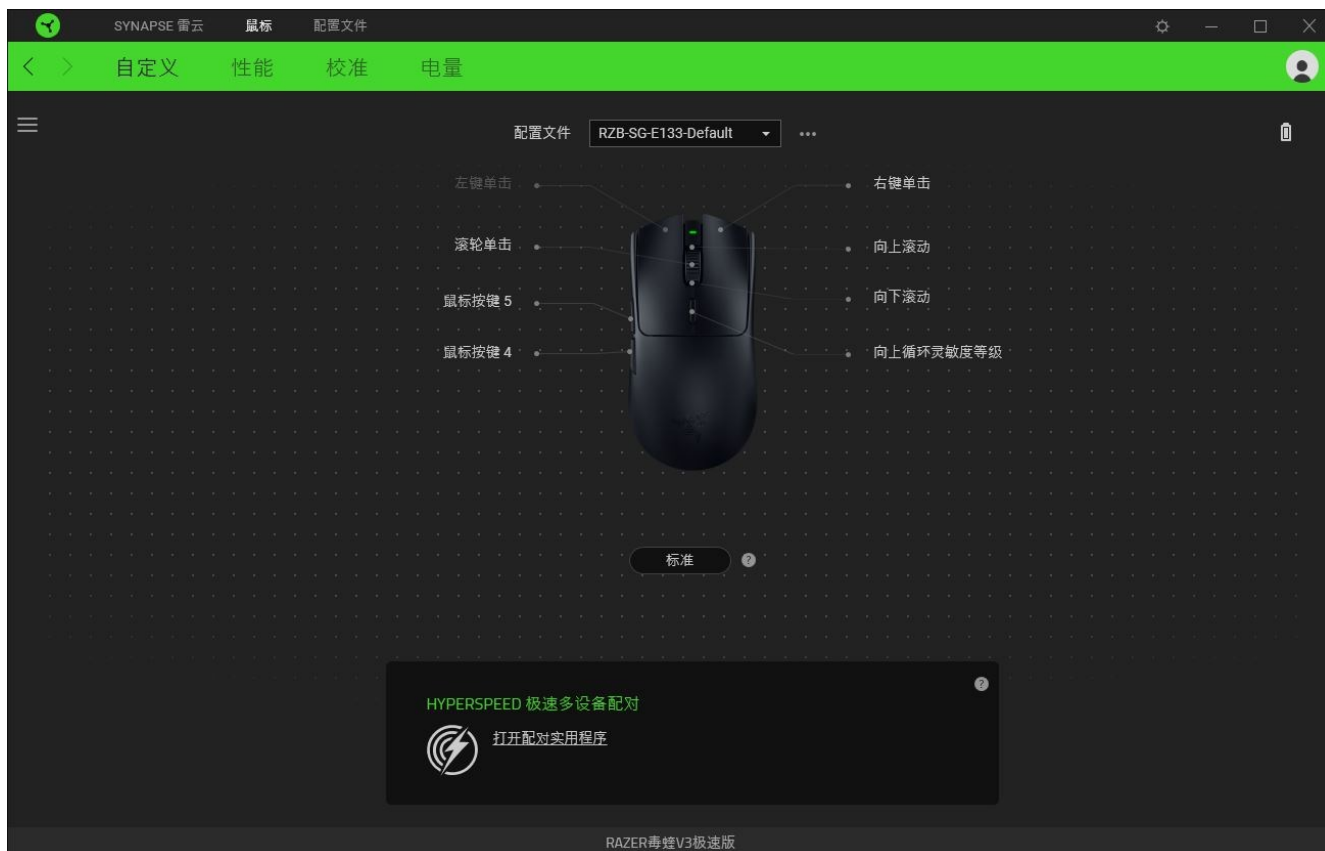 SYNAPSE 雷云 鼠标 配置文件
自定义 性能 校准 电量
配置文件 RZB-SG-E133-Default
左键单击 右键单击
滚轮单击 向上滚动
鼠标按键 5 向下滚动
鼠标按键 4 向上循环灵敏度等级
标准 ?
?
HYPERSPEED 极速多设备配对
打开配对实用程序
RAZER毒蝰V3极速版